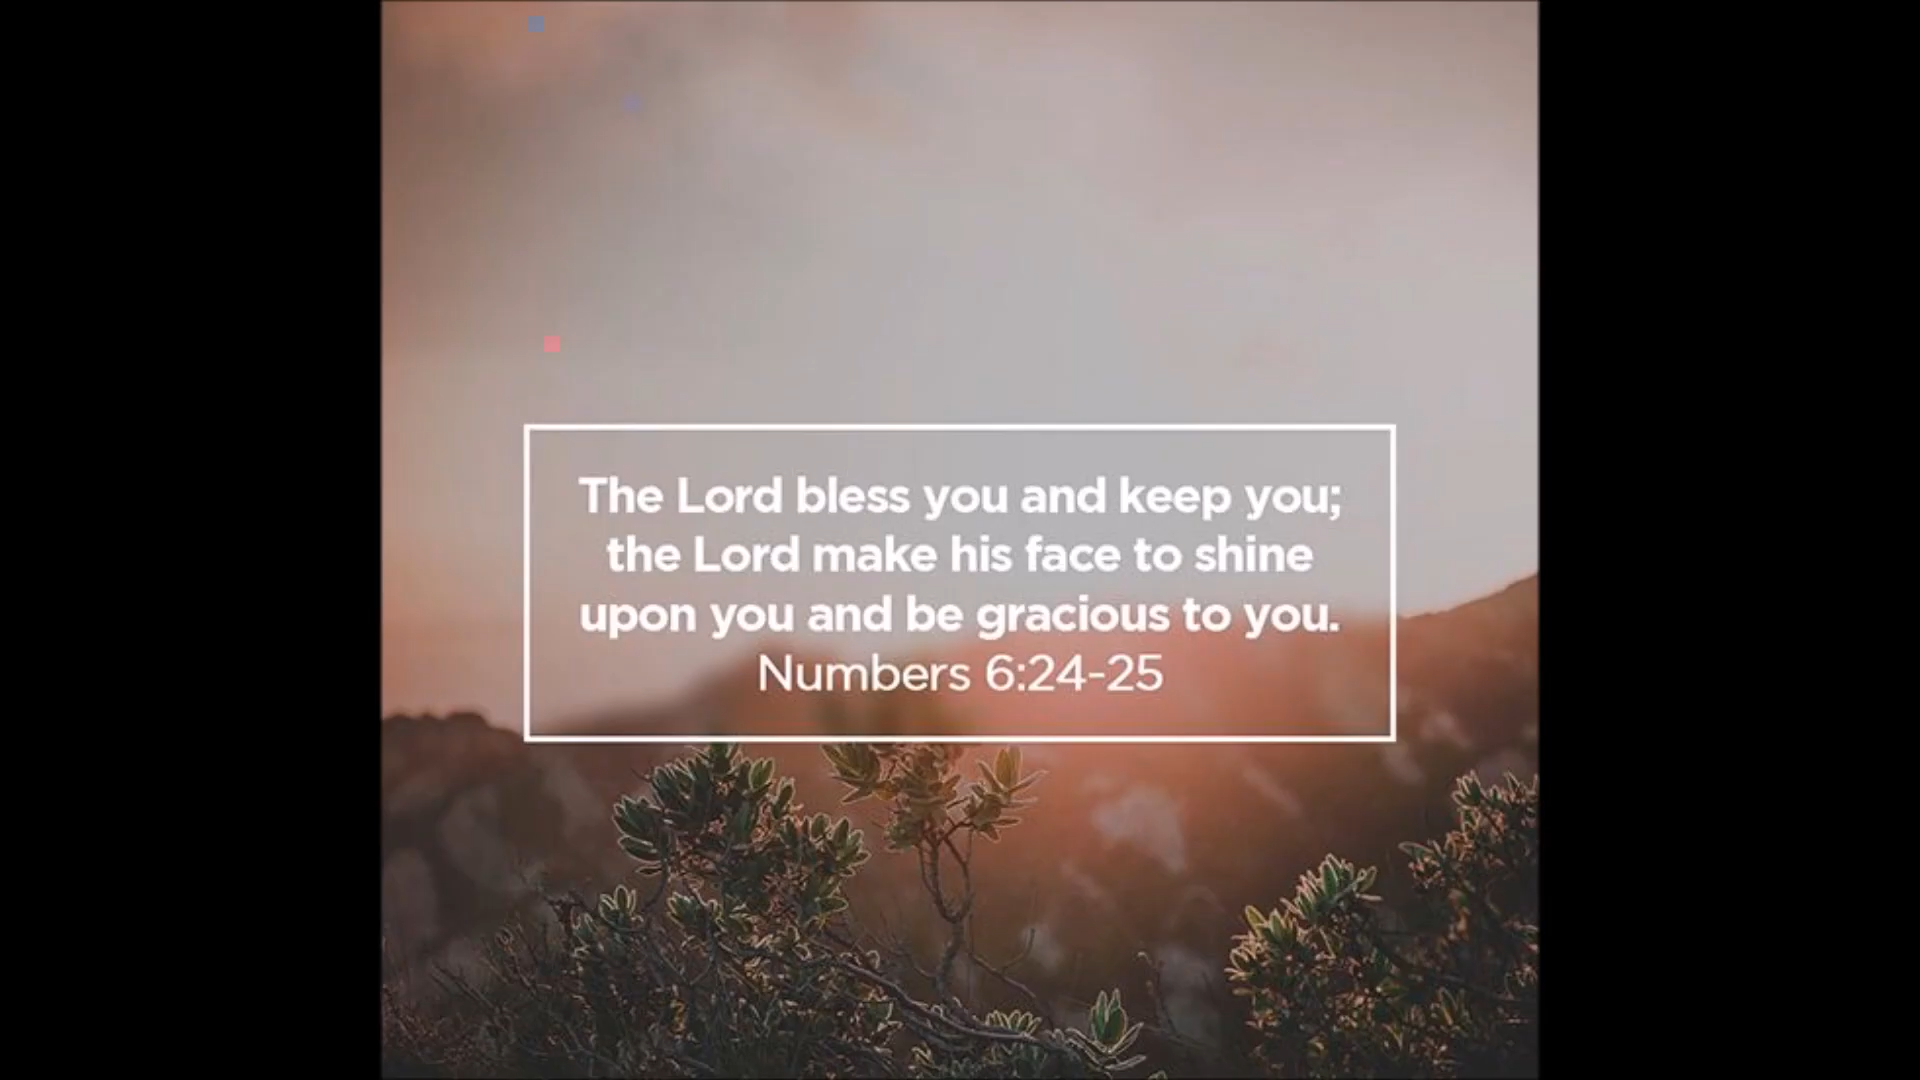 The Lord bless you and keep you;
the Lord make his face to shine
upon you and be gracious to you.
Numbers 6:24-25